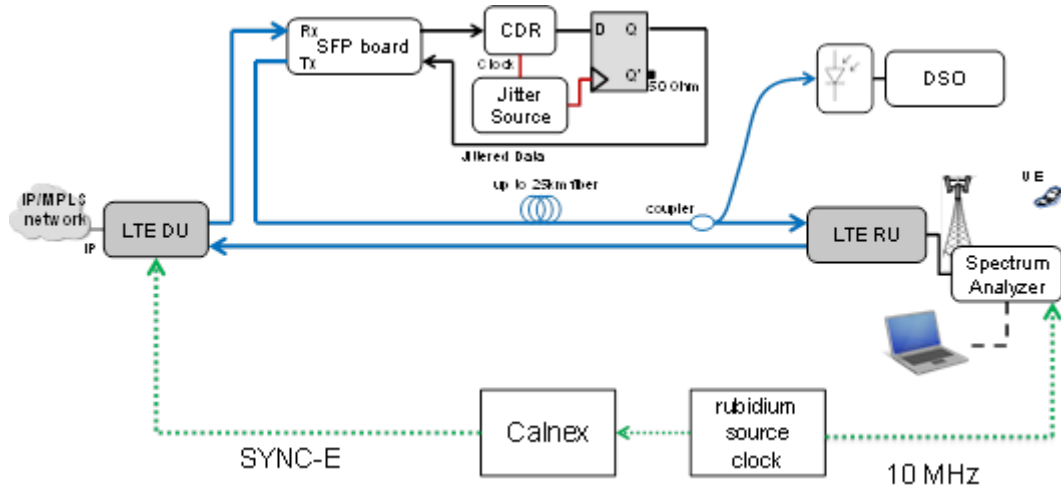 Rx
SFP board
Tx
CDR
Clock
Jitter
Source
D
Q
Q'
50 Ohm
Jittered Data
DSO
IP/MPLS
network
IP
LTE DU
up to 25km fiber
coupler
UE
LTE RU
Spectrum
Analyzer
Calnex
rubidium
source
clock
SYNC-E
10 MHz